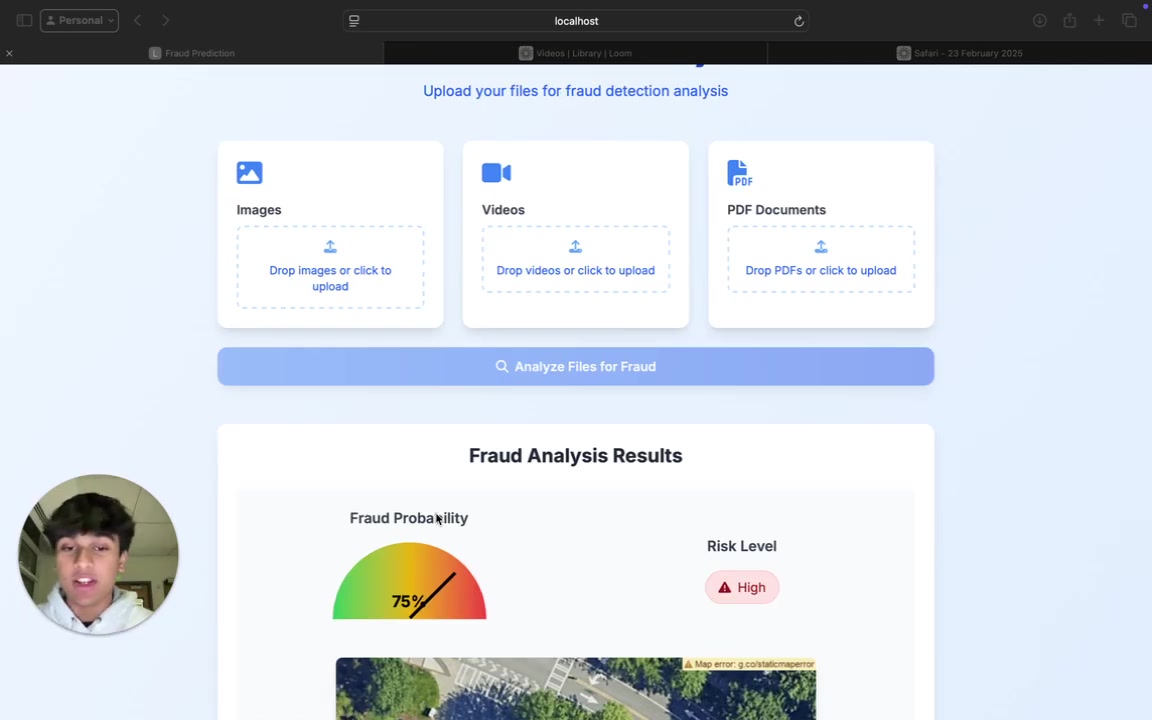 Personal
localhost
Fraud Prediction
Videos | Library | Loom
Safari - 23 February 2025
Upload your files for fraud detection analysis
Images
Drop images or click to
upload
Videos
Drop videos or click to upload
PDF
PDF Documents
Drop PDFs or click to upload
Analyze Files for Fraud
Fraud Analysis Results
Fraud Probability
75%
Risk Level
High
Map error: g.co/staticmaperror